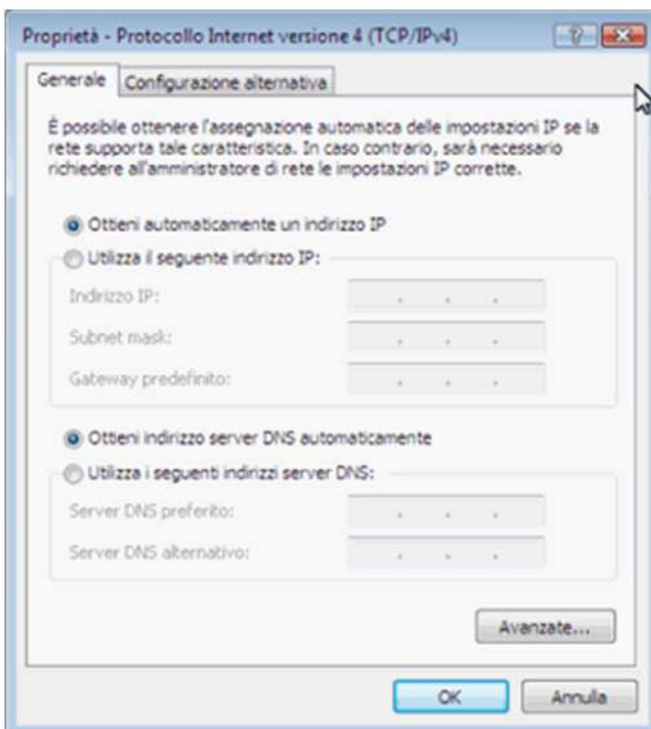 Proprietà - Protocollo Internet versione 4 (TCP/IPv4)
Generale
Configurazione alternativa
È possibile ottenere l'assegnazione automatica delle impostazioni IP se la
rete supporta tale caratteristica. In caso contrario, sarà necessario
richiedere all'amministratore di rete le impostazioni IP corrette.
Ottieni automaticamente un indirizzo IP
Utilizza il seguente indirizzo IP:
Indirizzo IP:
Subnet mask:
Gateway predefinito:
Ottieni indirizzo server DNS automaticamente
Utilizza i seguenti indirizzi server DNS:
Server DNS preferito:
Server DNS alternativo:
Avanzate...
OK
Annulla